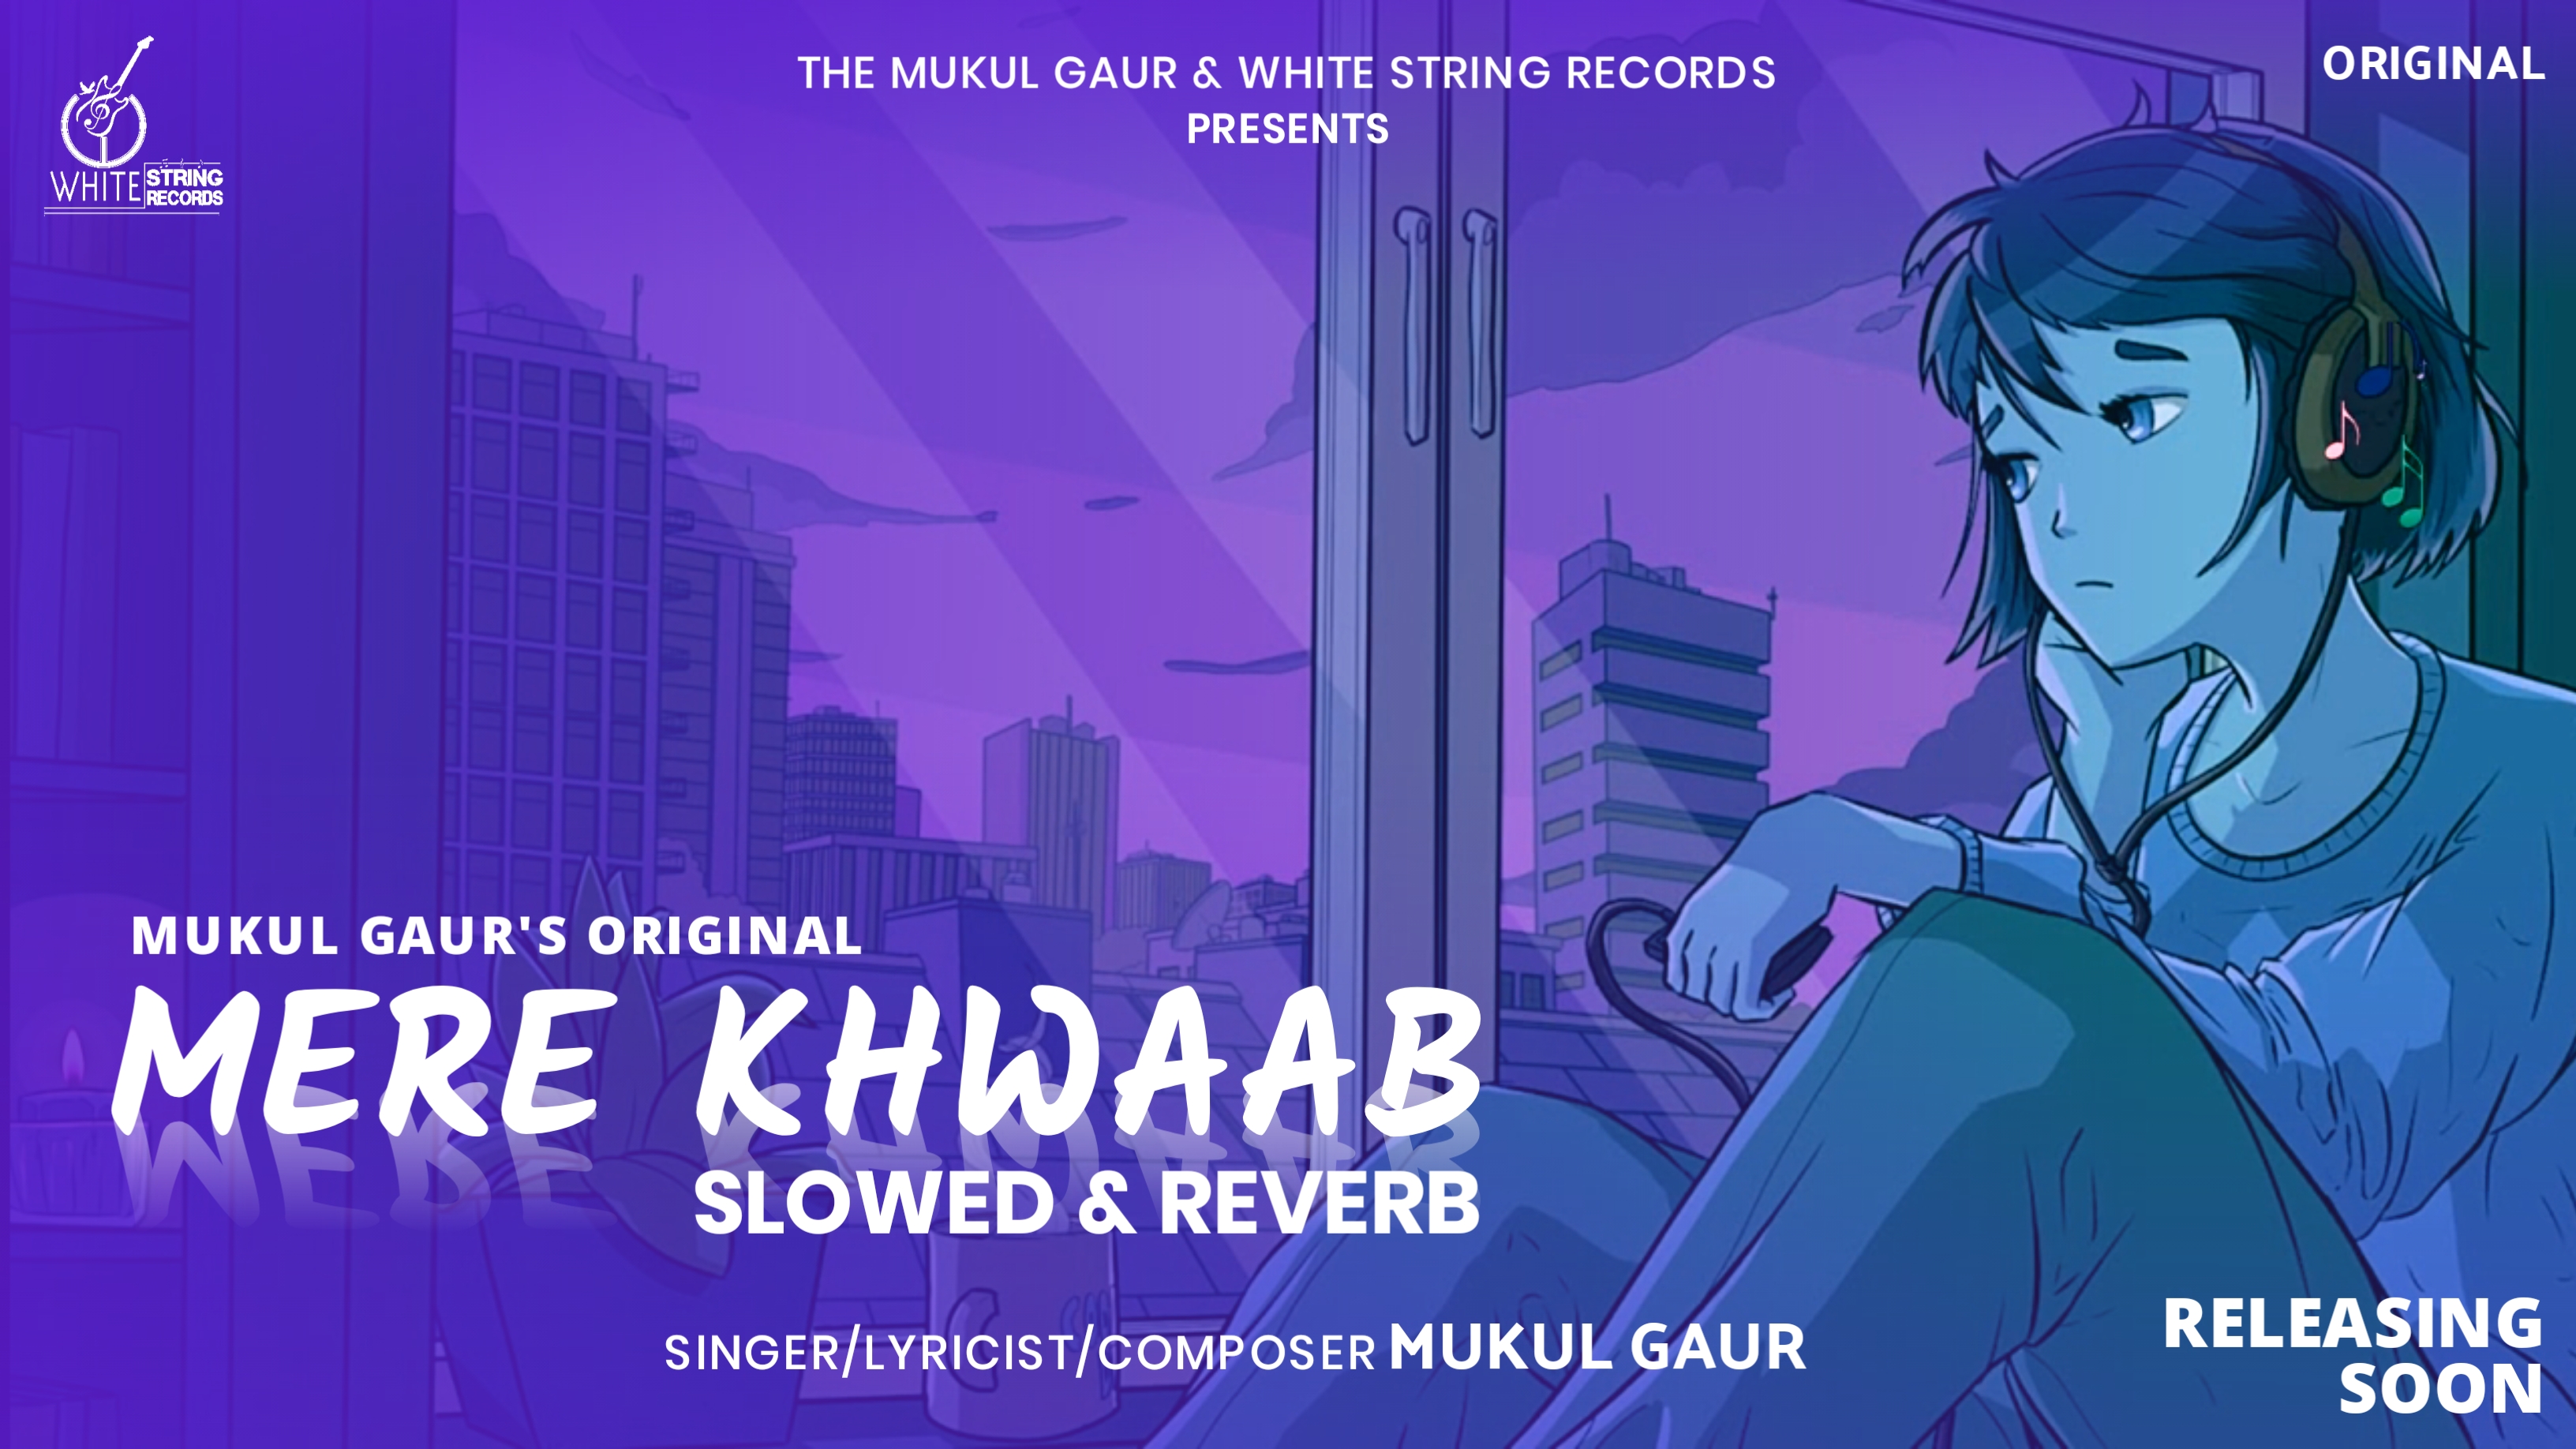 WHITE STRING RECORDS
THE MUKUL GAUR & WHITE STRING RECORDS
PRESENTS
ORIGINAL
MUKUL GAUR'S ORIGINAL
MERE KHWAAB
SLOWED & REVERB
SINGER/LYRICIST/COMPOSER MUKUL GAUR
RELEASING
SOON